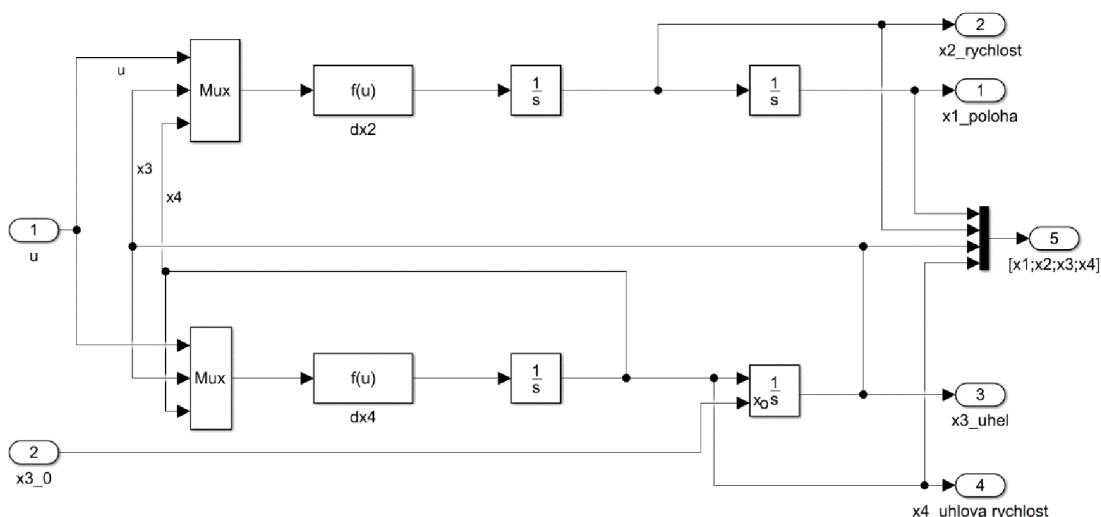 2
x2_rychlost
u
Mux
f(u)
dx2
1
s
1
s
1
x1_poloha
x3
x4
1
u
5
[x1;x2;x3;x4]
Mux
f(u)
dx4
1
s
xo
1
s
3
x3_uhel
2
x3_0
4
x4_uhlova rychlost